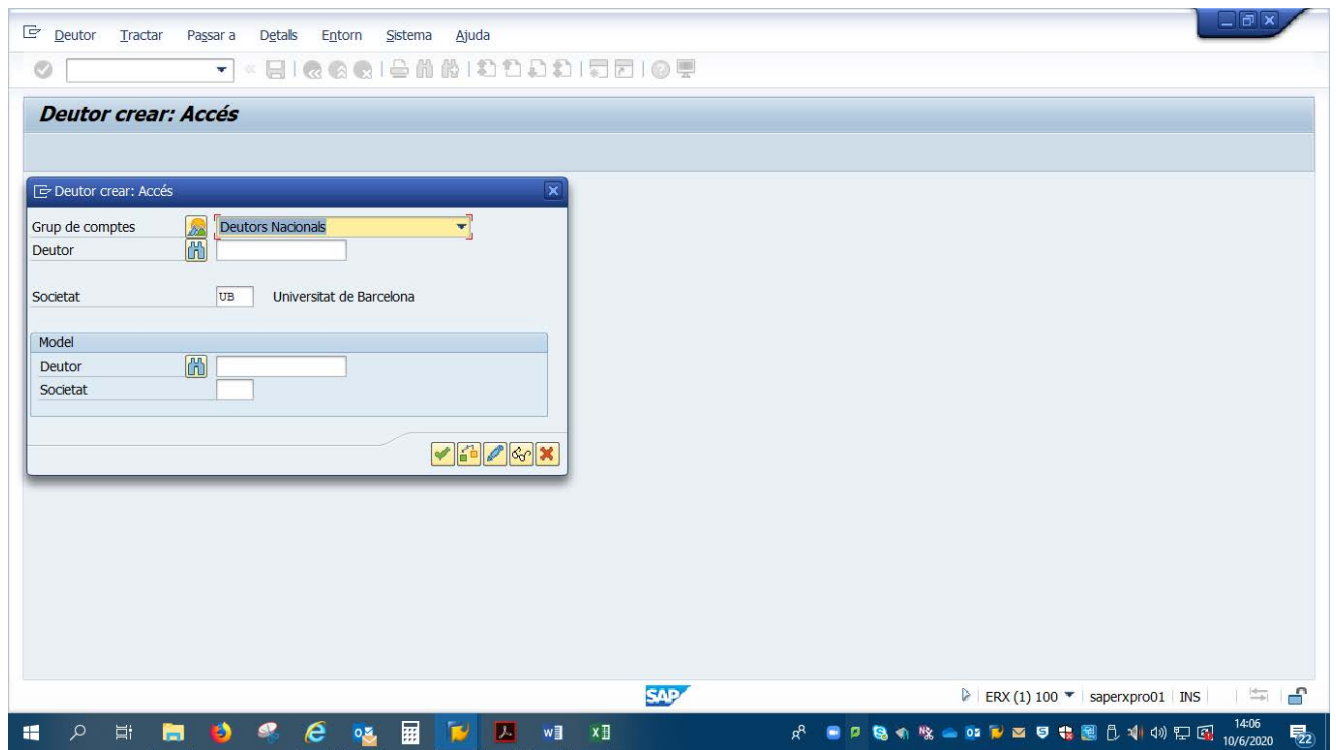 Deutor Tractar Passar a Detalls Entorn Sistema Ajuda
Deutor crear: Accés
Deutor crear: Accés
Grup de comptes Deutors Nacionals
Deutor
Societat UB Universitat de Barcelona
Model
Deutor
Societat
SAP
ERX (1) 100 saperxpro01 INS
14:06
10/6/2020
22